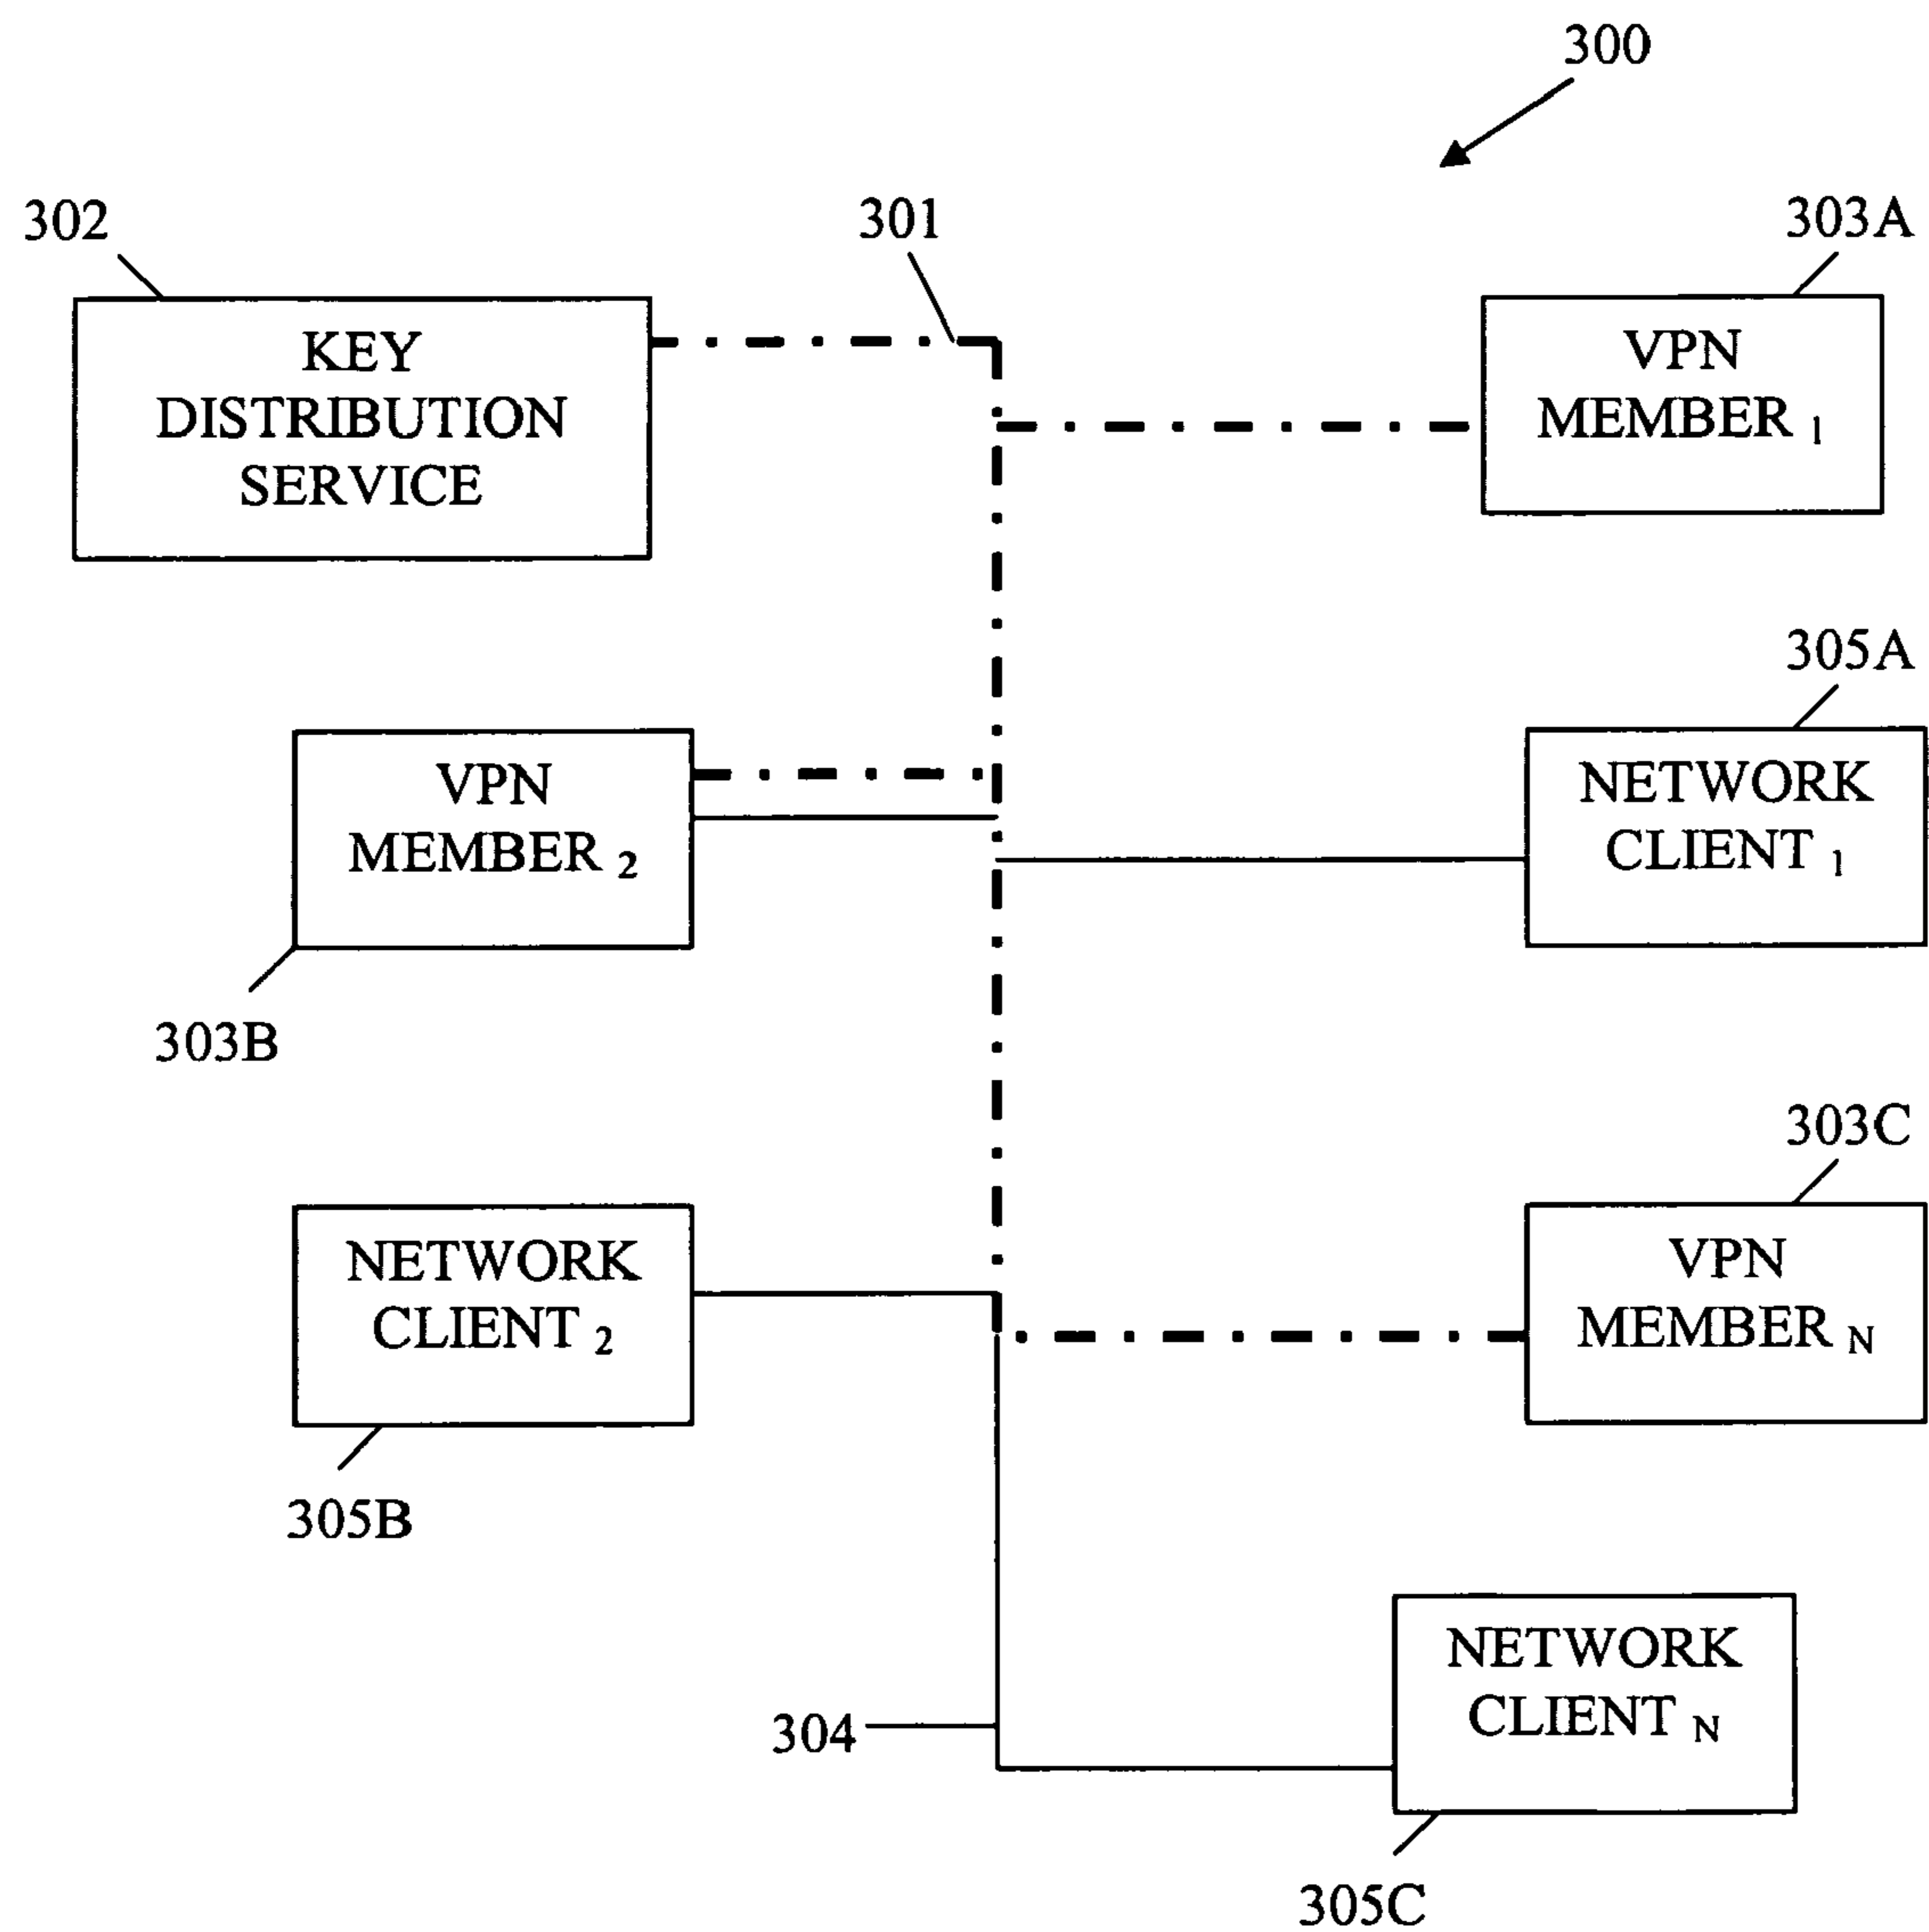 300
302
301
303A
KEY
DISTRIBUTION
SERVICE
VPN
MEMBER 1
305A
VPN
MEMBER 2
NETWORK
CLIENT 1
303B
303C
NETWORK
CLIENT 2
VPN
MEMBER N
305B
NETWORK
CLIENT N
304
305C